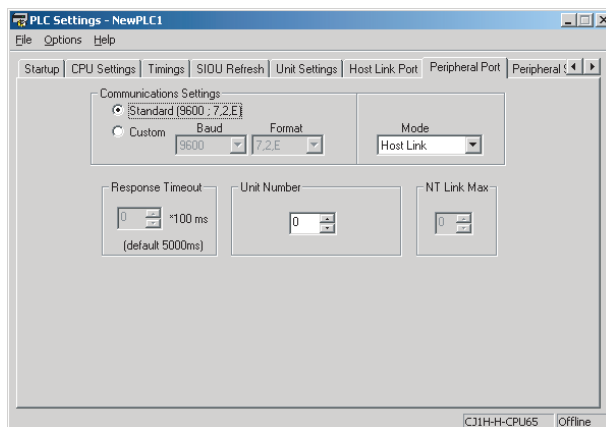 PLC Settings - NewPLC1
File Options Help
Startup CPU Settings Timings SIOU Refresh Unit Settings Host Link Port Peripheral Port Peripheral
Communications Settings
Standard (9600 ; 7,2,E)
Custom Baud Format Mode
9600 7,2,E Host Link
Response Timeout Unit Number NT Link Max
0 *100 ms 0 0
(default 5000ms)
CJ1H-H-CPU65 Offline